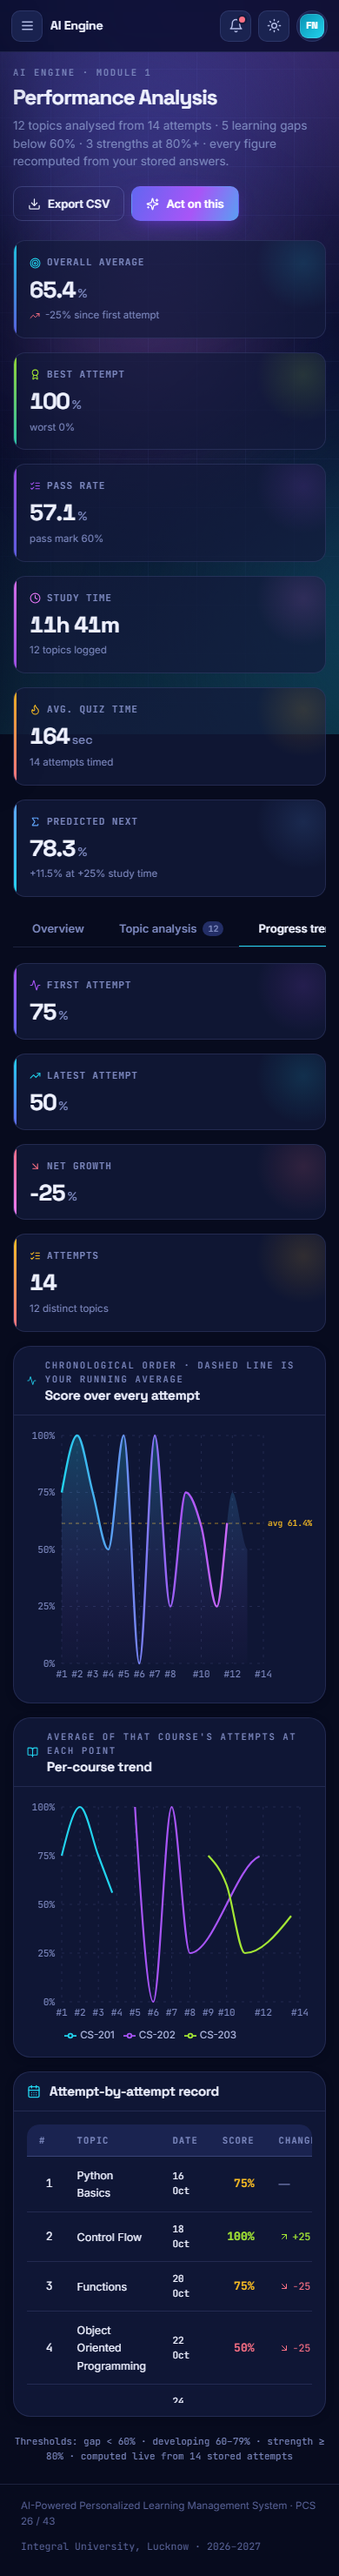 AI Engine
FN
AI ENGINE · MODULE 1
Performance Analysis
12 topics analysed from 14 attempts · 5 learning gaps
below 60% · 3 strengths at 80%+ · every figure
recomputed from your stored answers.
Export CSV
Act on this
OVERALL AVERAGE
65.4%
-25% since first attempt
BEST ATTEMPT
100%
worst 0%
PASS RATE
57.1%
pass mark 60%
STUDY TIME
11h 41m
12 topics logged
AVG. QUIZ TIME
164 sec
14 attempts timed
PREDICTED NEXT
78.3%
+11.5% at +25% study time
Overview
Topic analysis 12
Progress tre
FIRST ATTEMPT
75%
LATEST ATTEMPT
50%
NET GROWTH
-25%
ATTEMPTS
14
12 distinct topics
CHRONOLOGICAL ORDER · DASHED LINE IS
YOUR RUNNING AVERAGE
Score over every attempt
100%
75%
avg 61.4%
50%
25%
0%
#1 #2 #3 #4 #5 #6 #7 #8 #10 #12 #14
AVERAGE OF THAT COURSE'S ATTEMPTS AT
EACH POINT
Per-course trend
100%
75%
50%
25%
0%
#1 #2 #3 #4 #5 #6 #7 #8 #9 #10 #12 #14
CS-201 CS-202 CS-203
Attempt-by-attempt record
# TOPIC DATE SCORE CHANG
1 Python Basics 16 Oct 75% —
2 Control Flow 18 Oct 100% +25
3 Functions 20 Oct 75% -25
4 Object Oriented Programming 22 Oct 50% -25
24
Thresholds: gap < 60% · developing 60–79% · strength ≥
80% · computed live from 14 stored attempts
AI-Powered Personalized Learning Management System · PCS
26 / 43
Integral University, Lucknow · 2026–2027